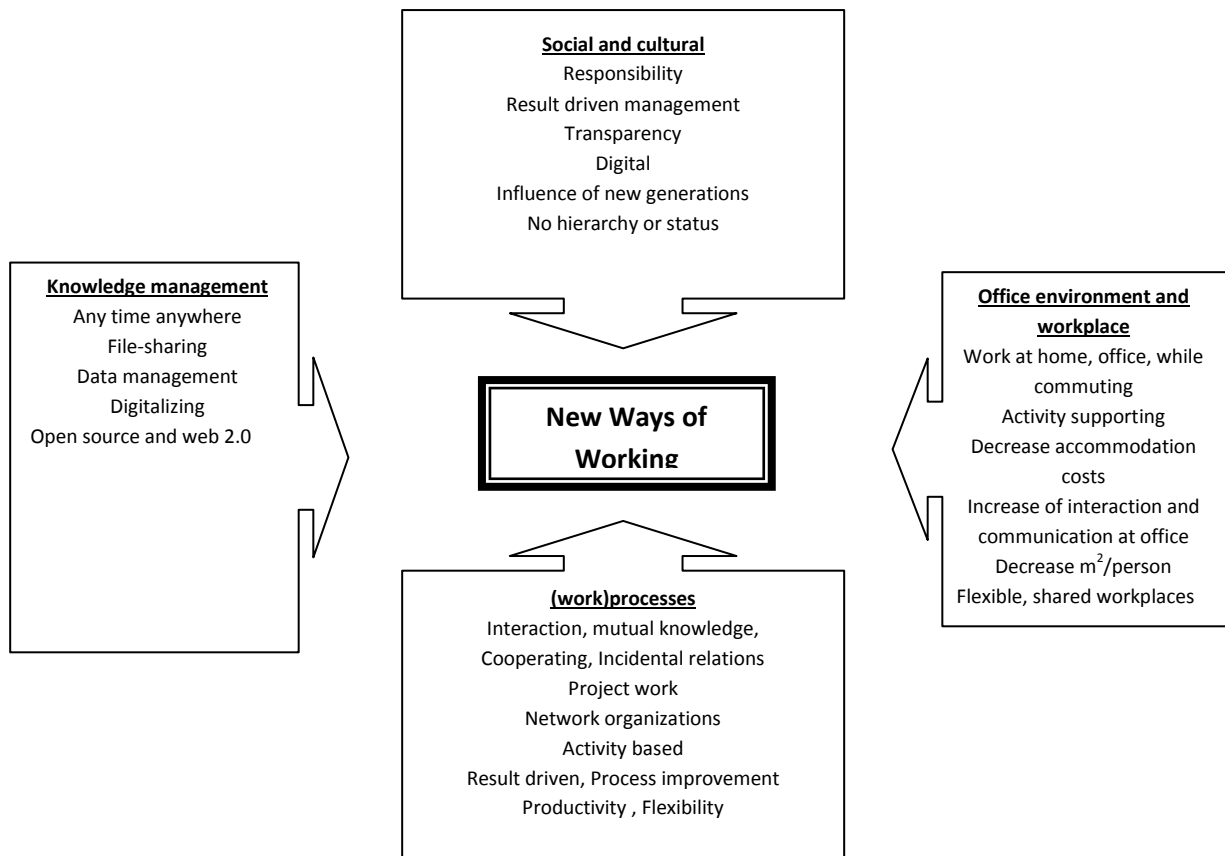 Social and cultural
Responsibility
Result driven management
Transparency
Digital
Influence of new generations
No hierarchy or status
Knowledge management
Any time anywhere
File-sharing
Data management
Digitalizing
Open source and web 2.0
New Ways of
Working
Office environment and
workplace
Work at home, office, while
commuting
Activity supporting
Decrease accommodation
costs
Increase of interaction and
communication at office
Decrease m²/person
Flexible, shared workplaces
(work)processes
Interaction, mutual knowledge,
Cooperating, Incidental relations
Project work
Network organizations
Activity based
Result driven, Process improvement
Productivity , Flexibility